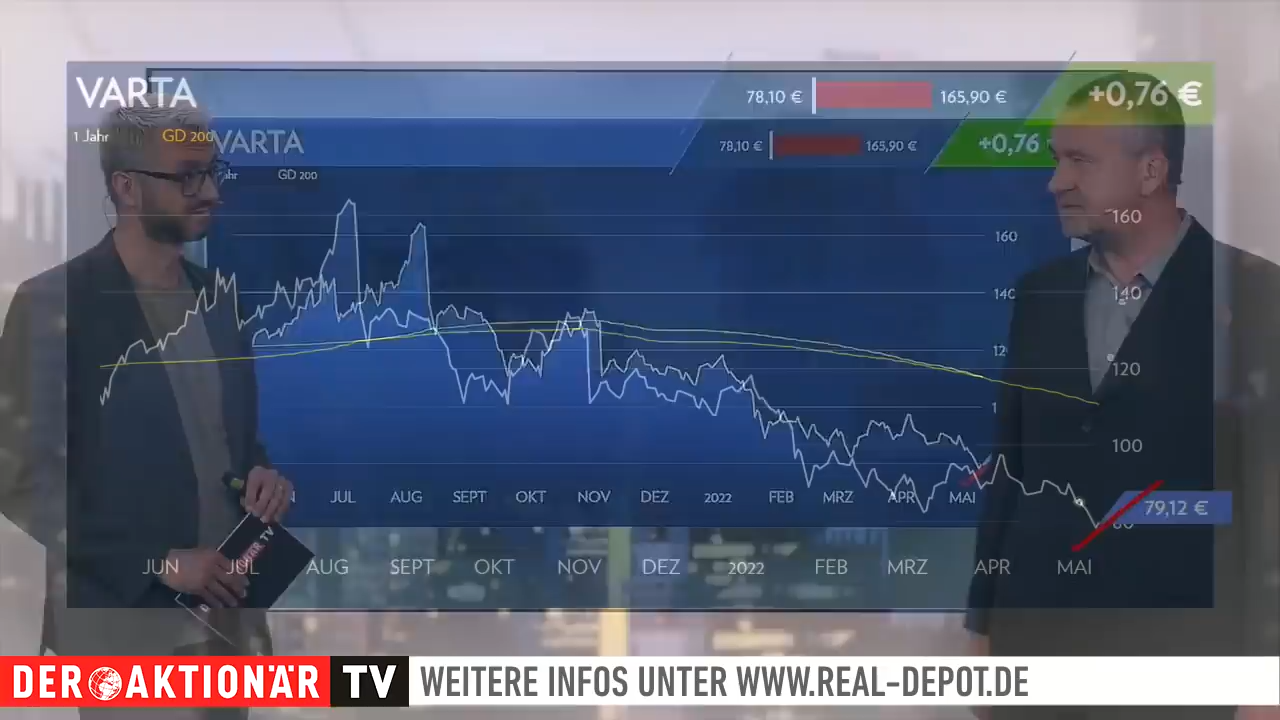 VARTA
78,10 € 165,90 € +0,76 €
1 Jahr GD 200
VARTA
78,10 € 165,90 € +0,76
GD 200
160
160
140
140
120
12
1
100
79,12 €
JUL AUG SEPT OKT NOV DEZ 2022 FEB MRZ APR MAI
JUN JUL AUG SEPT OKT NOV DEZ 2022 FEB MRZ APR MAI
DER AKTIONÄR TV
WEITERE INFOS UNTER WWW.REAL-DEPOT.DE